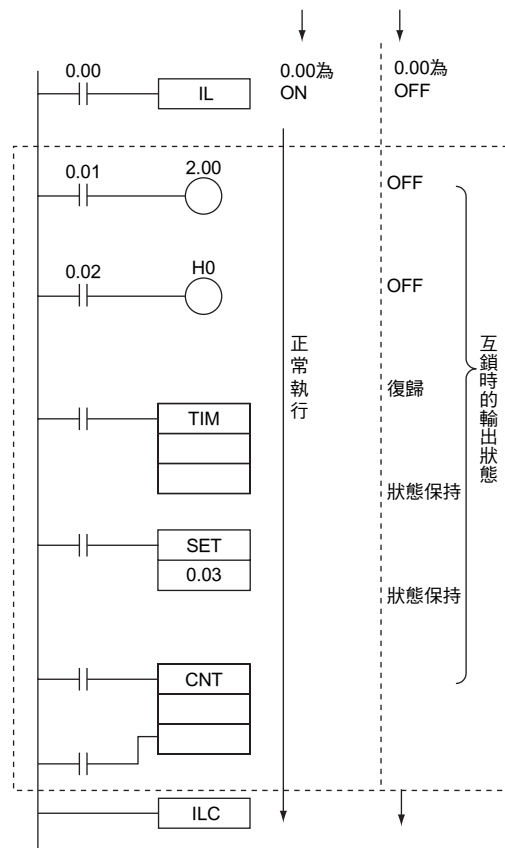 0.00
IL
0.00為
ON
0.00為
OFF
0.01
2.00
OFF
0.02
H0
OFF
正常執行
互鎖時的輸出狀態
復歸
TIM
狀態保持
SET
0.03
狀態保持
CNT
ILC